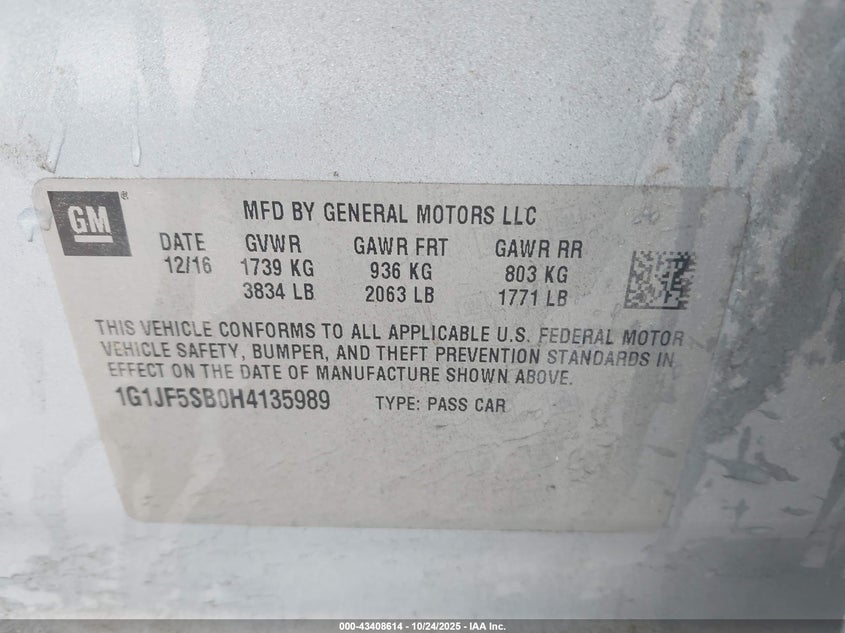 GM®
MFD BY GENERAL MOTORS LLC
DATE GVWR GAWR FRT GAWR RR
12/16 1739 KG 936 KG 803 KG
3834 LB 2063 LB 1771 LB
THIS VEHICLE CONFORMS TO ALL APPLICABLE U.S. FEDERAL MOTOR
VEHICLE SAFETY, BUMPER, AND THEFT PREVENTION STANDARDS IN
EFFECT ON THE DATE OF MANUFACTURE SHOWN ABOVE.
1G1JF5SB0H4135989 TYPE: PASS CAR
000-43408614 - 10/24/2025 - IAA Inc.